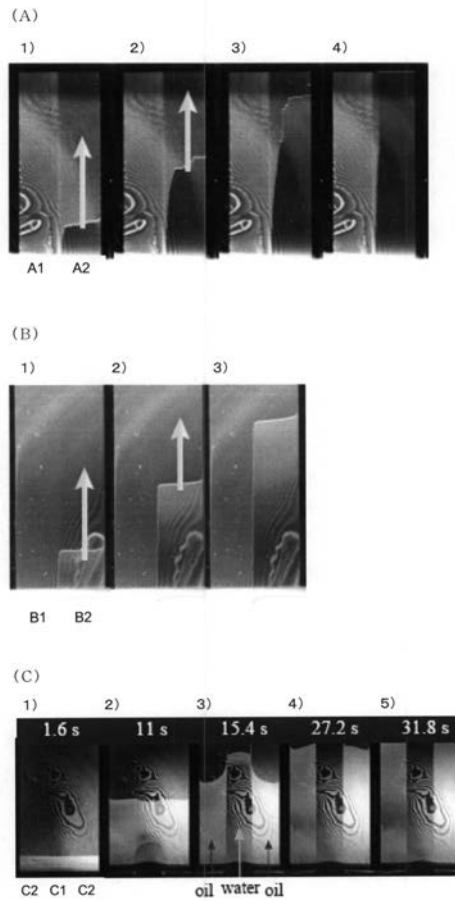 (A)
1) 2) 3) 4)
A1 A2
(B)
1) 2) 3)
B1 B2
(C)
1) 2) 3) 4) 5)
1.6 s 11 s 15.4 s 27.2 s 31.8 s
C2 C1 C2
oil water oil